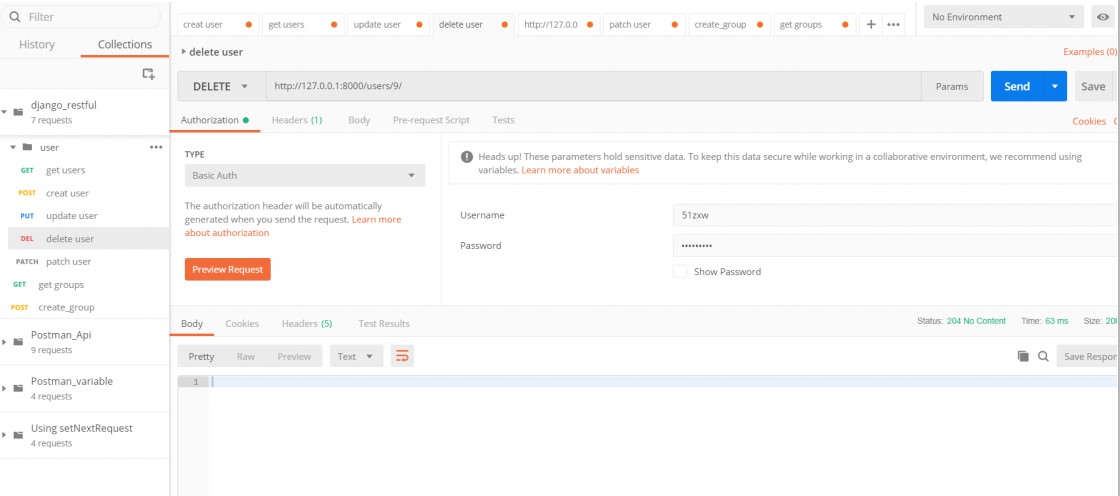 Filter
History Collections
django_restful
7 requests
user
GET get users
POST creat user
PUT update user
DEL delete user
PATCH patch user
GET get groups
POST create_group
Postman_Api
9 requests
Postman_variable
4 requests
Using setNextRequest
4 requests
creat user get users update user delete user http://127.0.0 patch user create_group get groups + ••• No Environment
delete user Examples (0)
DELETE http://127.0.0.1:8000/users/9/ Params Send Save
Authorization Headers (1) Body Pre-request Script Tests Cookies
TYPE
Basic Auth
The authorization header will be automatically
generated when you send the request. Learn more
about authorization
Preview Request
Heads up! These parameters hold sensitive data. To keep this data secure while working in a collaborative environment, we recommend using
variables. Learn more about variables
Username 51zxw
Password •••••••••
Show Password
Body Cookies Headers (5) Test Results Status: 204 No Content Time: 63 ms Size: 20
Pretty Raw Preview Text Save Respor
1